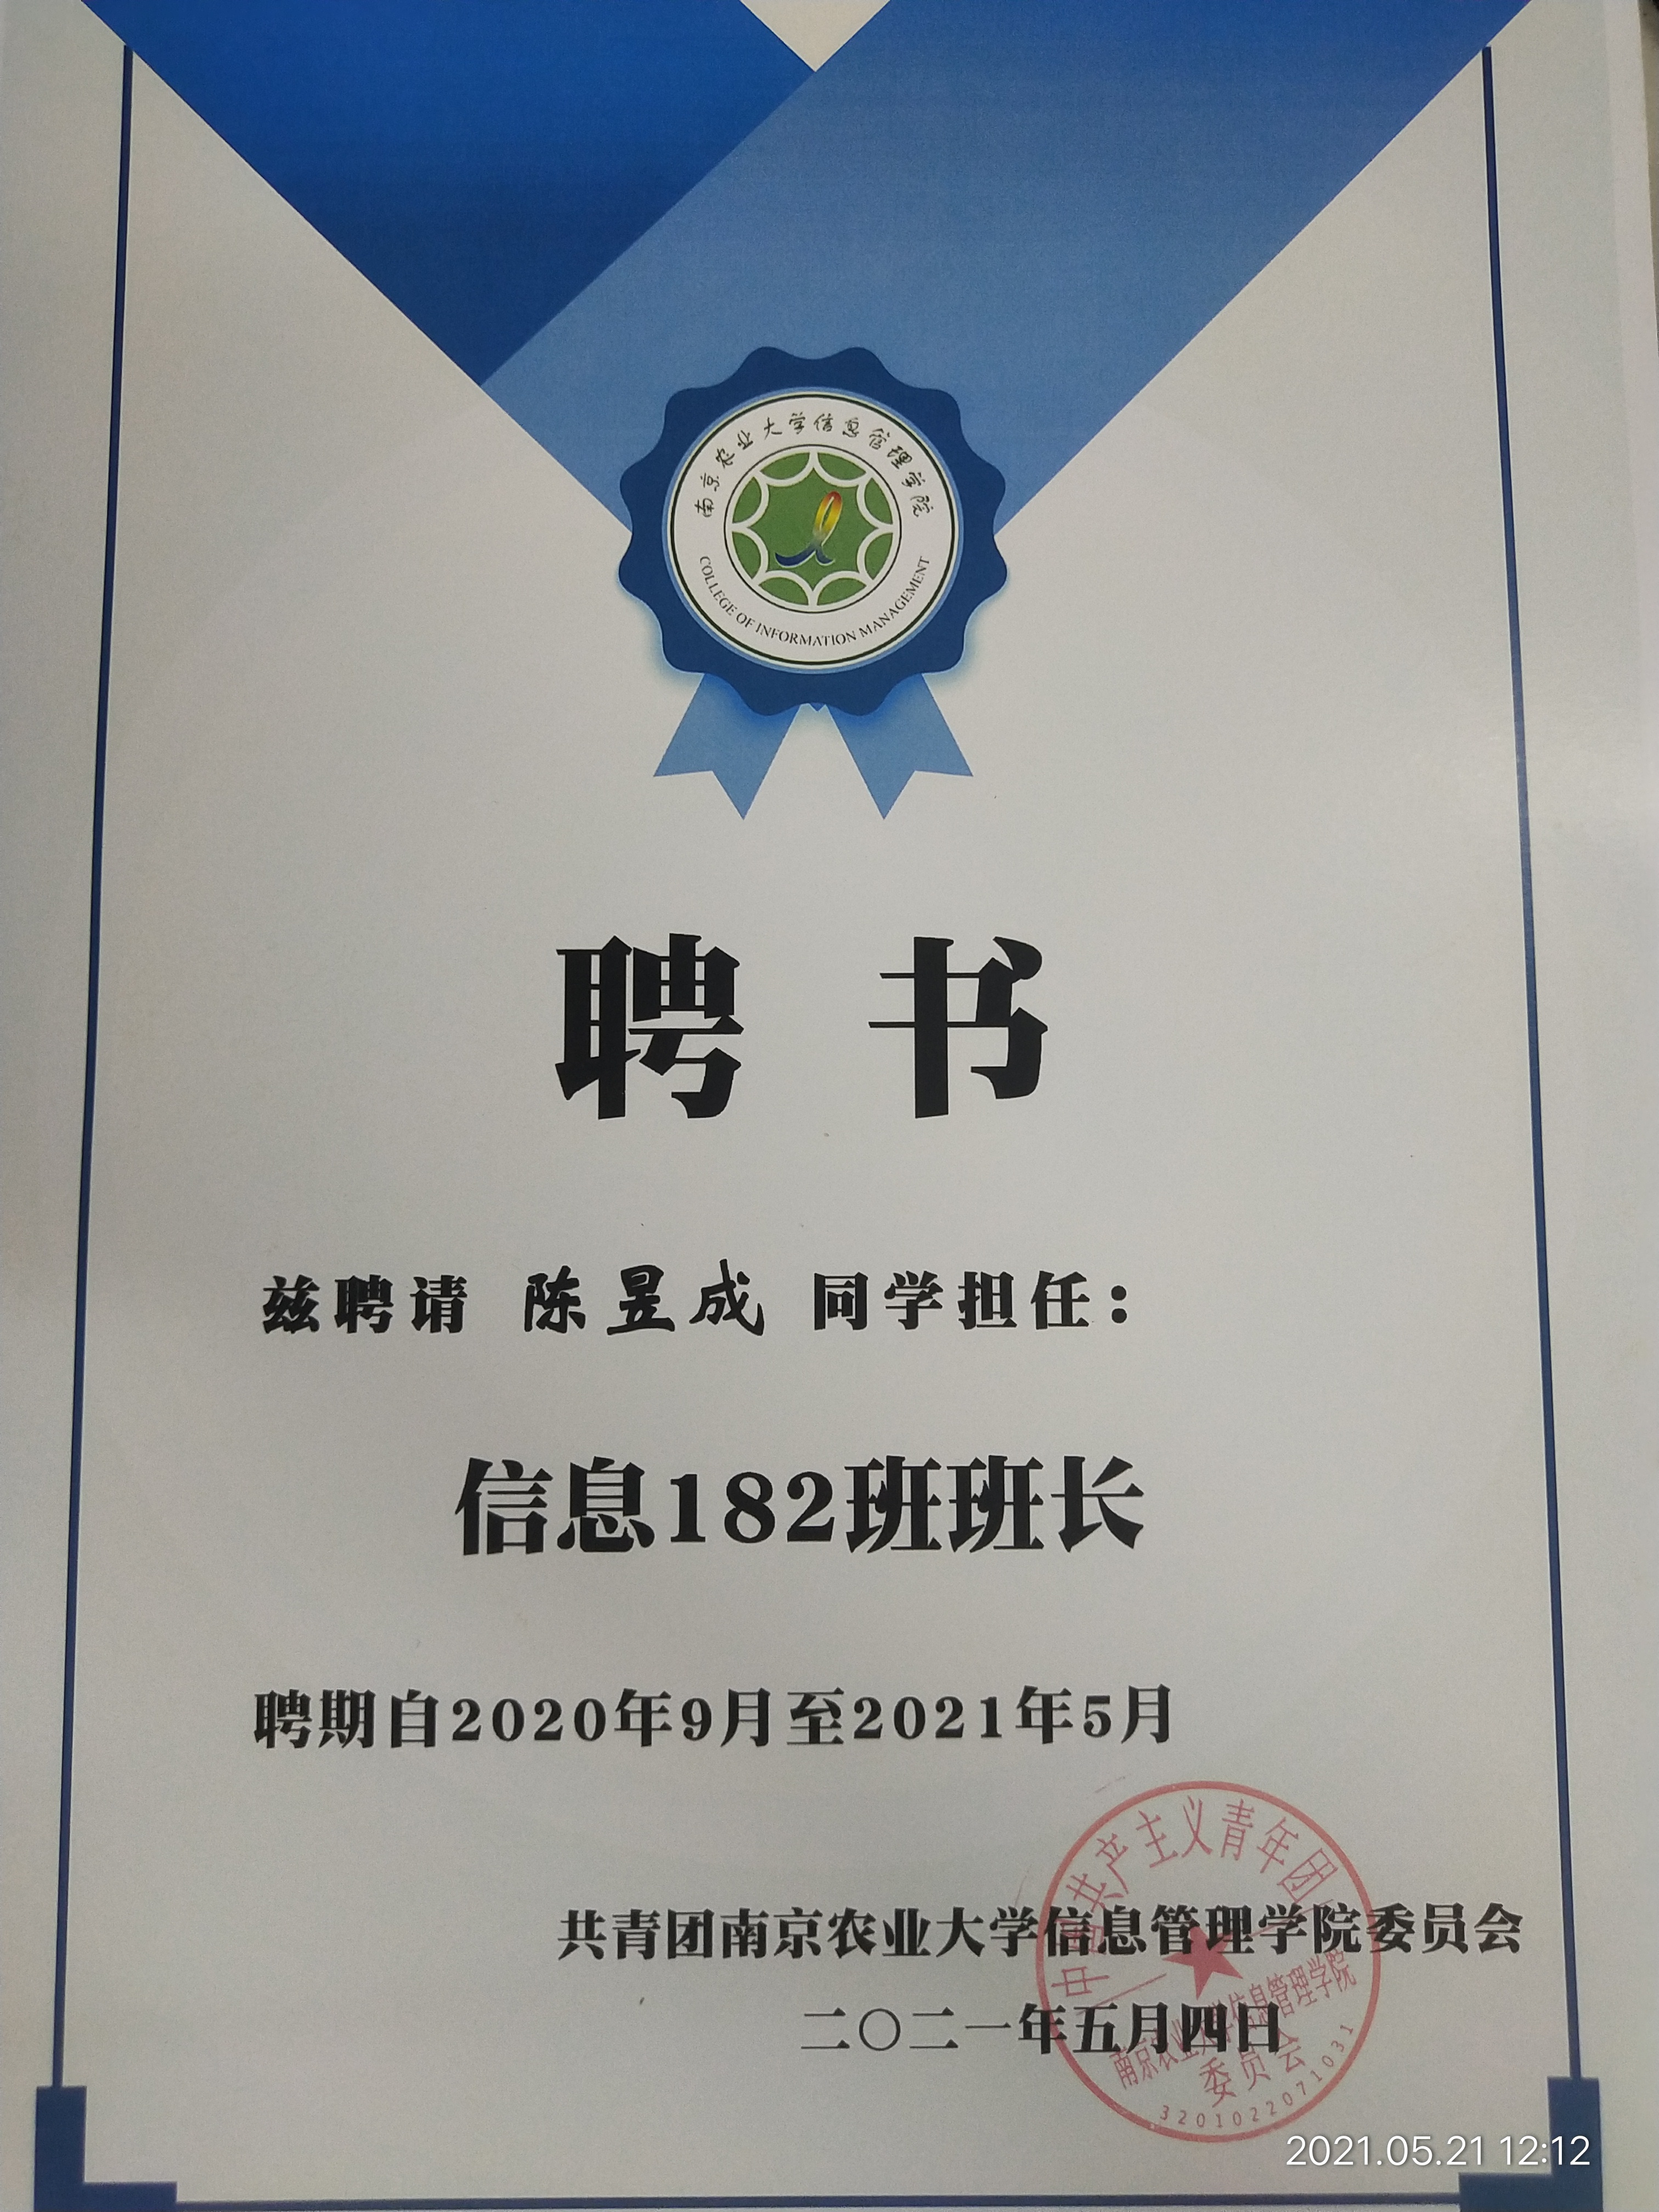 南京农业大学信息管理学院
COLLEGE OF INFORMATION MANAGEMENT
聘 书
兹聘请 陈昱成 同学担任：
信息182班班长
聘期自2020年9月至2021年5月
共青团南京农业大学信息管理学院委员会
二〇二一年五月四日
中国共产主义青年团
南京农业大学信息管理学院
委员会
3201022071031
2021.05.21 12:12